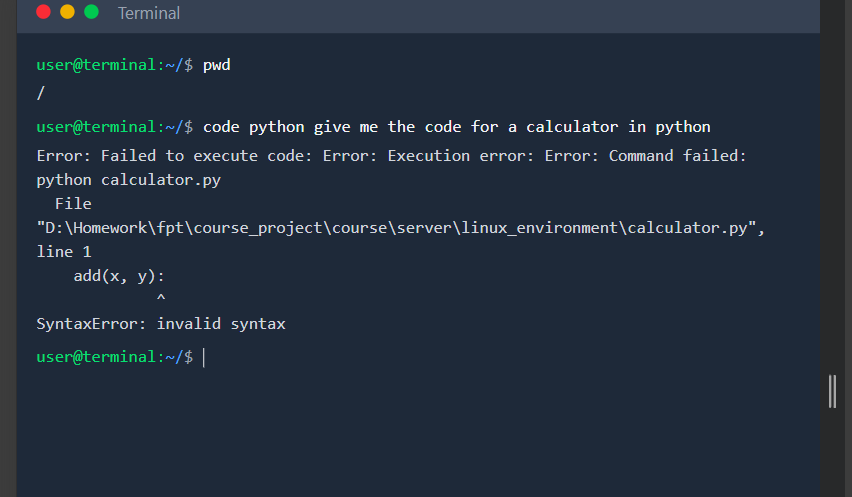 Terminal
user@terminal:~/$ pwd
/
user@terminal:~/$ code python give me the code for a calculator in python
Error: Failed to execute code: Error: Execution error: Error: Command failed:
python calculator.py
  File
"D:\Homework\fpt\course_project\course\server\linux_environment\calculator.py",
line 1
    add(x, y):
             ^
SyntaxError: invalid syntax
user@terminal:~/$